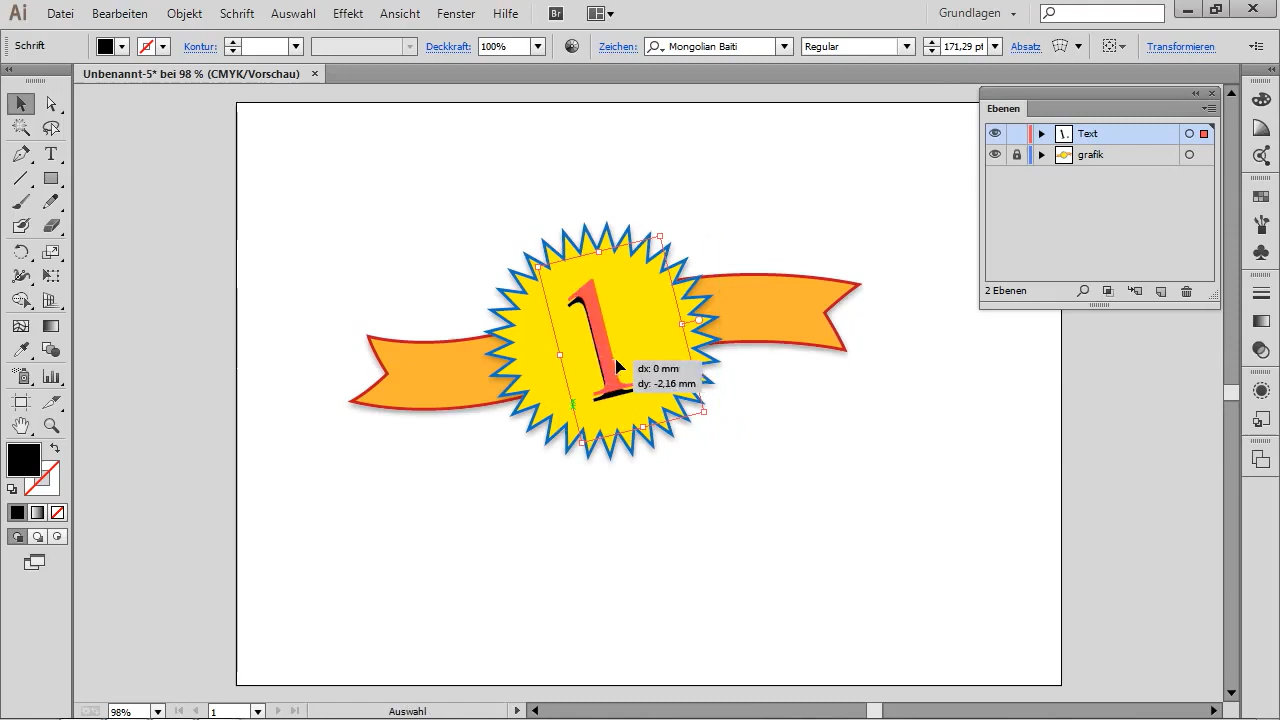 Ai Datei Bearbeiten Objekt Schrift Auswahl Effekt Ansicht Fenster Hilfe Br Grundlagen
Schrift Kontur: Deckkraft: 100% Zeichen: Mongolian Baiti Regular 171,29 pt Absatz Transformieren
Unbenannt-5* bei 98 % (CMYK/Vorschau)
Ebenen
Text
grafik
2 Ebenen
1
dx: 0 mm
dy: -2,16 mm
98% 1 Auswahl